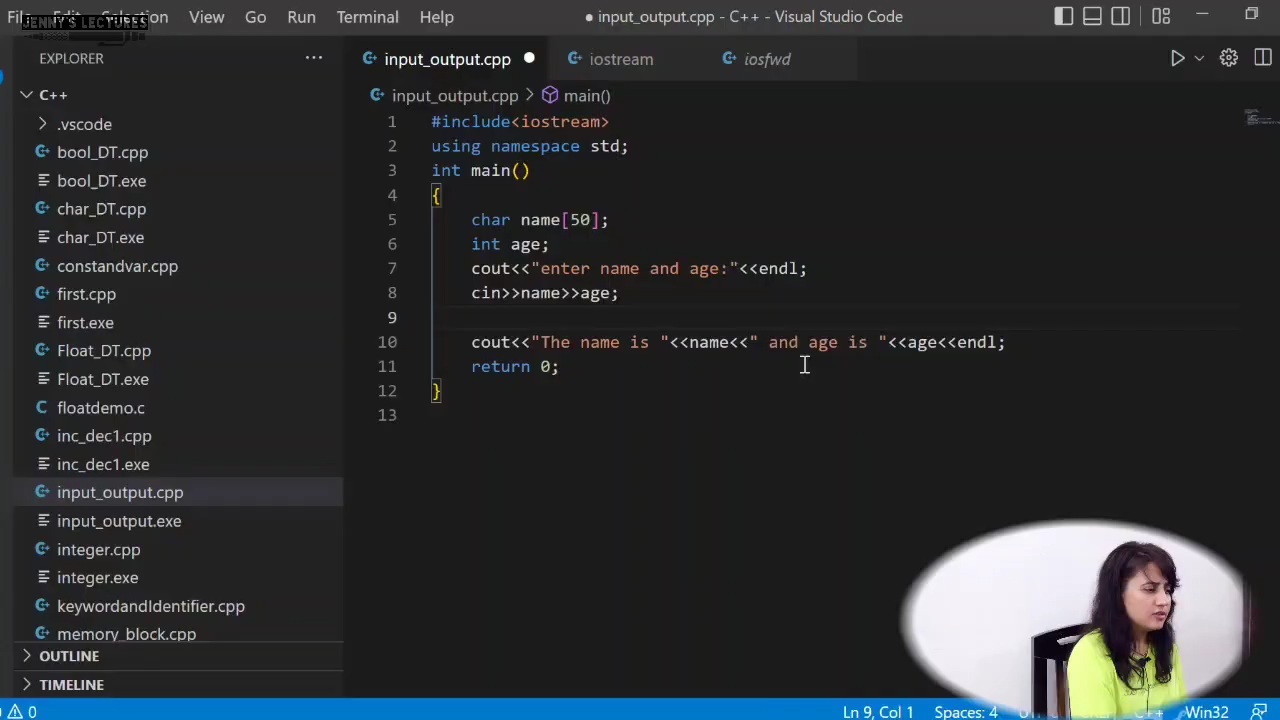 JENNY'S LECTURES
File Edit Selection View Go Run Terminal Help
● input_output.cpp - C++ - Visual Studio Code
EXPLORER
input_output.cpp iostream iosfwd
C++
input_output.cpp > main()
.vscode
bool_DT.cpp
bool_DT.exe
char_DT.cpp
char_DT.exe
constandvar.cpp
first.cpp
first.exe
Float_DT.cpp
Float_DT.exe
floatdemo.c
inc_dec1.cpp
inc_dec1.exe
input_output.cpp
input_output.exe
integer.cpp
integer.exe
keywordandIdentifier.cpp
memory_block.cpp
OUTLINE
TIMELINE
1 #include<iostream>
2 using namespace std;
3 int main()
4 {
5 char name[50];
6 int age;
7 cout<<"enter name and age:"<<endl;
8 cin>>name>>age;
9
10 cout<<"The name is "<<name<<" and age is "<<age<<endl;
11 return 0;
12 }
13
0 0 Ln 9, Col 1 Spaces: 4 C++ Win32